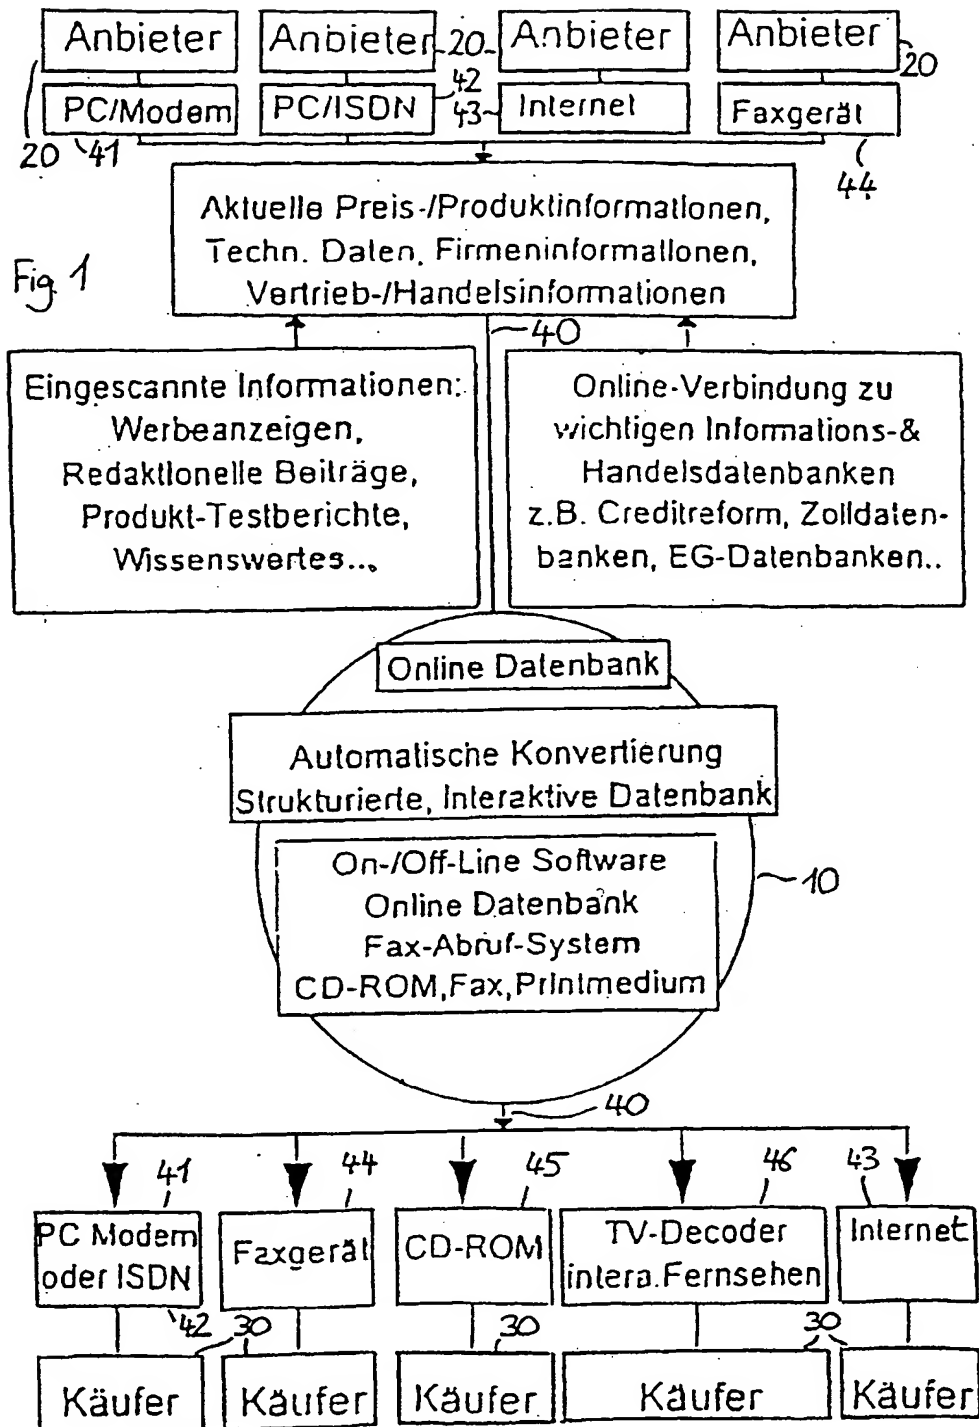 Anbieter Anbieter 20 Anbieter Anbieter
20
42
PC/Modem PC/ISDN 43 Internet Faxgerät
20 41
44
Aktuelle Preis-/Produktinformationen,
Techn. Daten, Firmeninformationen,
Vertrieb-/Handelsinformationen
Fig 1
40
Eingescannte Informationen:
Werbeanzeigen,
Redaktionelle Beiträge,
Produkt-Testberichte,
Wissenswertes...
Online-Verbindung zu
wichtigen Informations-&
Handelsdatenbanken
z.B. Creditreform, Zolldaten-
banken, EG-Datenbanken..
Online Datenbank
Automatische Konvertierung
Strukturierte, Interaktive Datenbank
On-/Off-Line Software
Online Datenbank
Fax-Abruf-System
CD-ROM,Fax,Printmedium
10
40
41 44 45 46 43
PC Modem
oder ISDN
Faxgerät
CD-ROM
TV-Decoder
intera.Fernsehen
Internet
42 30 30 30
Käufer Käufer Käufer Käufer Käufer